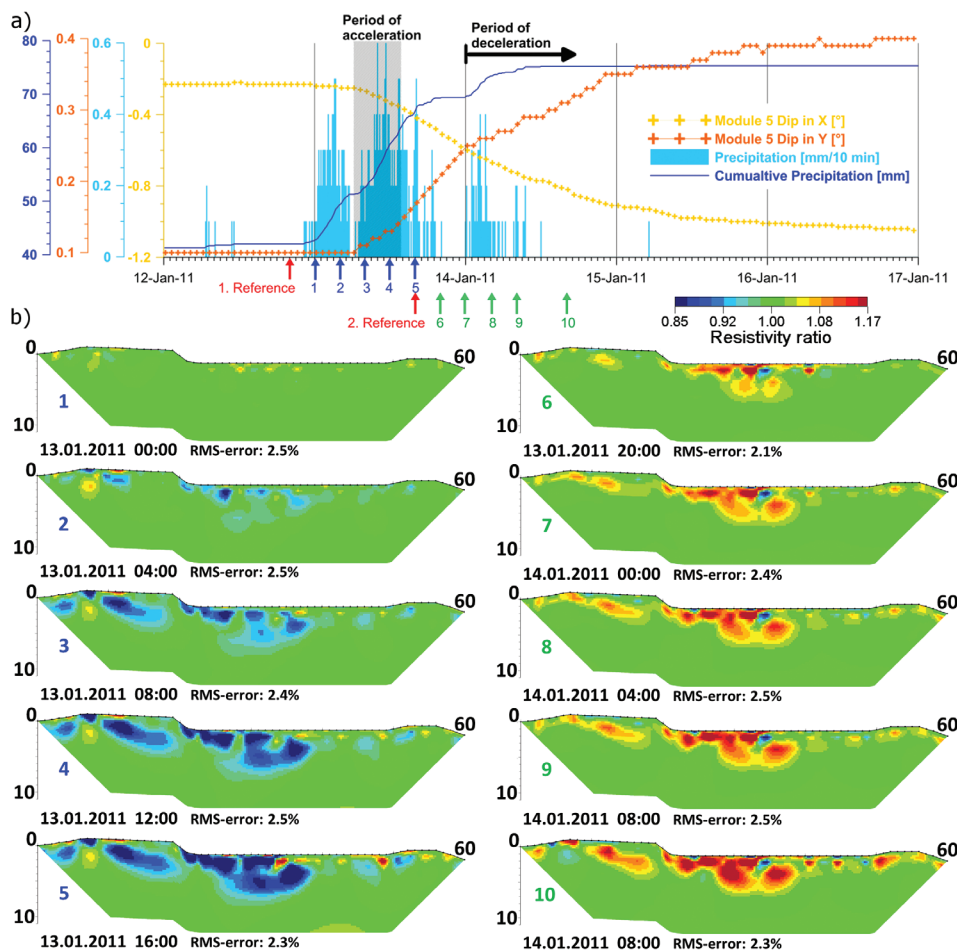 a)
Period of
acceleration
Period of
deceleration
80
70
60
50
40
0.4
0.3
0.2
0.1
0.6
0.4
0.2
0
-0
-0.4
-0.8
-1.2
Module 5 Dip in X [°]
Module 5 Dip in Y [°]
Precipitation [mm/10 min]
Cumualtive Precipitation [mm]
12-Jan-11
14-Jan-11
15-Jan-11
16-Jan-11
17-Jan-11
1. Reference
1
2
3
4
5
2. Reference
6
7
8
9
10
0.85
0.92
1.00
1.08
1.17
Resistivity ratio
b)
0
60
10
1
13.01.2011 00:00 RMS-error: 2.5%
0
60
10
6
13.01.2011 20:00 RMS-error: 2.1%
0
60
10
2
13.01.2011 04:00 RMS-error: 2.5%
0
60
10
7
14.01.2011 00:00 RMS-error: 2.4%
0
60
10
3
13.01.2011 08:00 RMS-error: 2.4%
0
60
10
8
14.01.2011 04:00 RMS-error: 2.5%
0
60
10
4
13.01.2011 12:00 RMS-error: 2.5%
0
60
10
9
14.01.2011 08:00 RMS-error: 2.5%
0
60
10
5
13.01.2011 16:00 RMS-error: 2.3%
0
60
10
10
14.01.2011 08:00 RMS-error: 2.3%